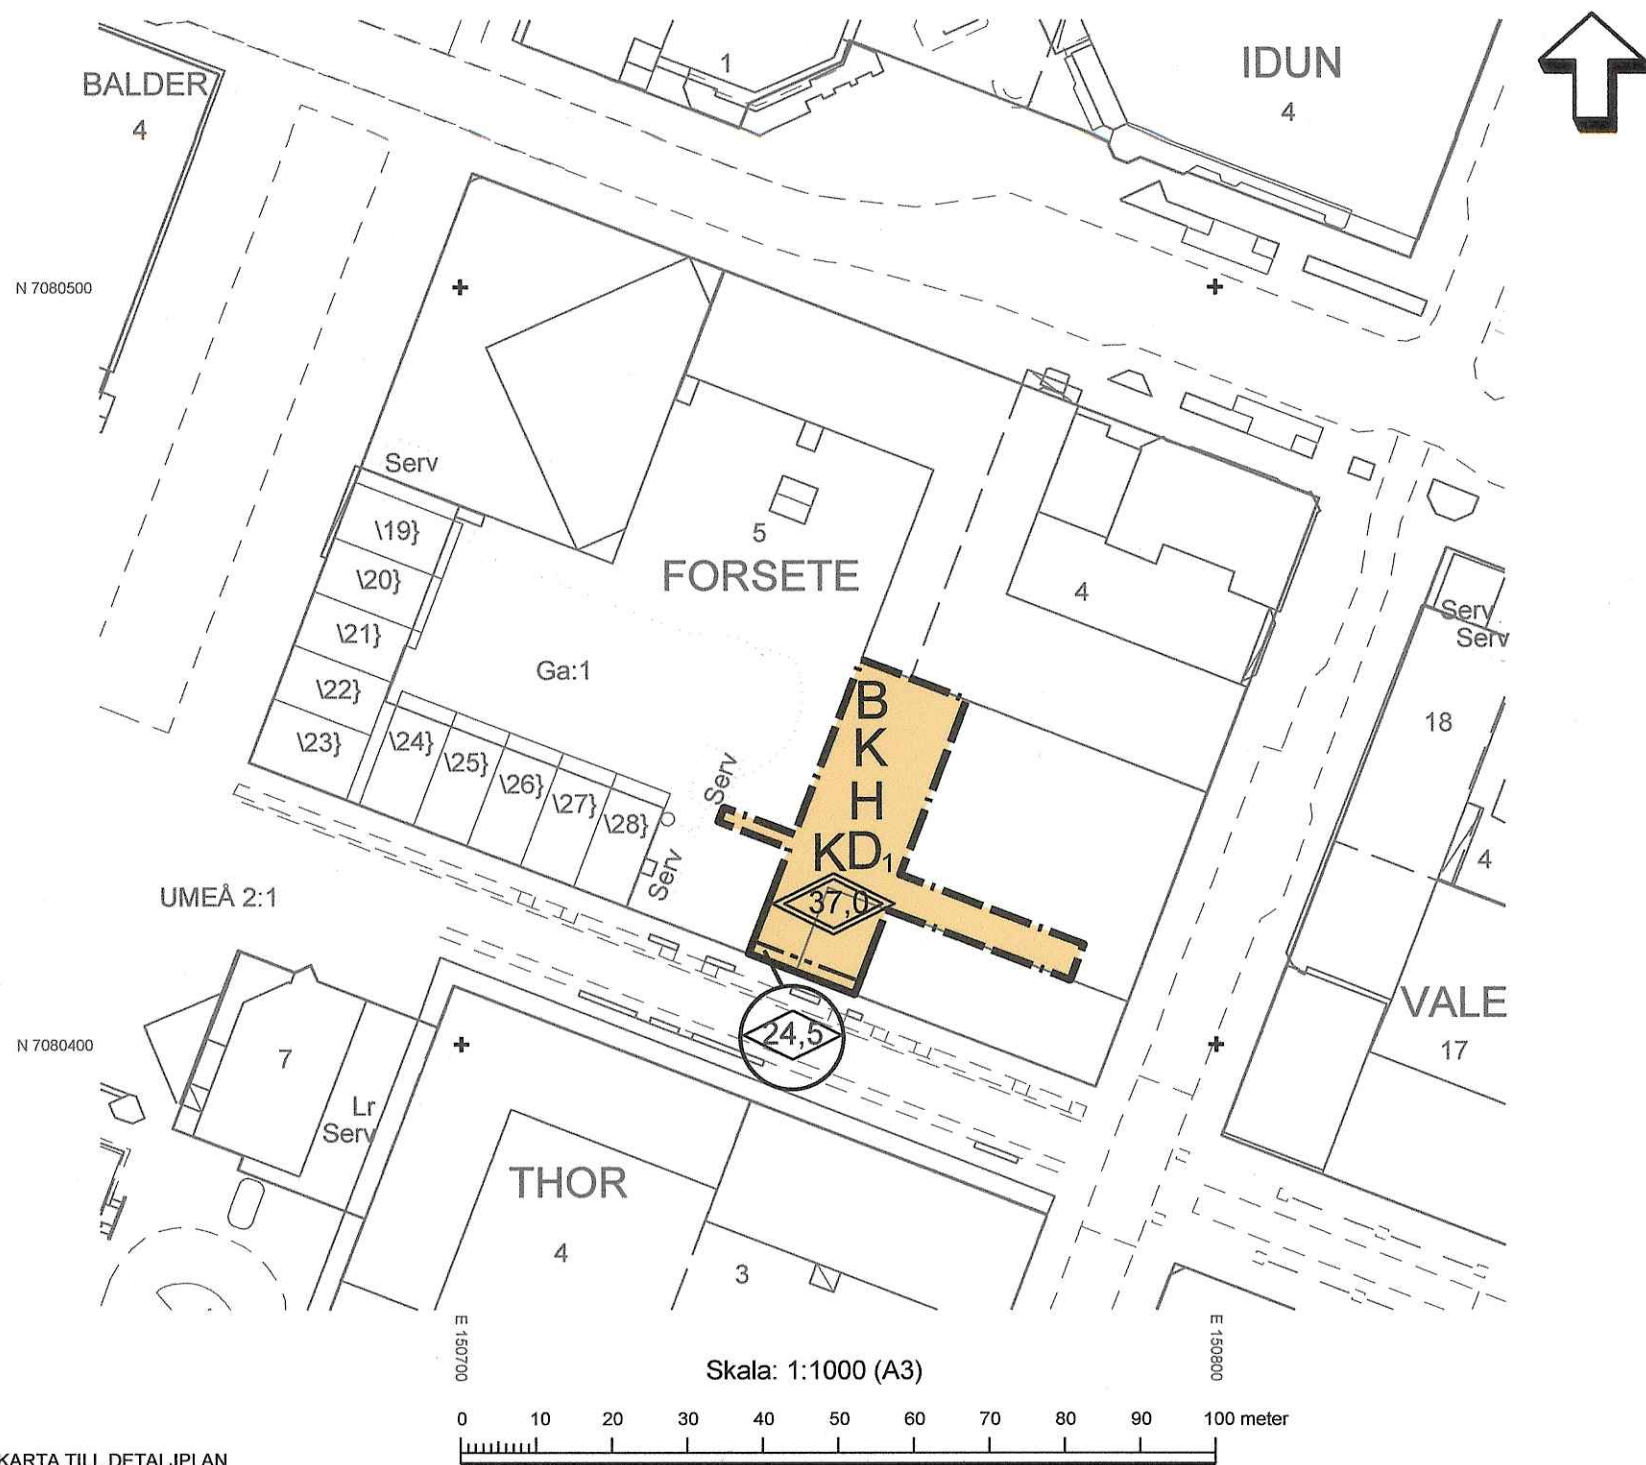 IDUN
4
1
BALDER
4
N 7080500
Serv
\19}
\20}
\21}
\22}
\23}
\24}
\25}
\26}
\27}
\28}
5
FORSETE
4
Ga:1
Serv
Serv
B
K
H
KD1
37,0
24,5
Serv
Serv
18
4
UMEÅ 2:1
VALE
17
N 7080400
7
Lr
Serv
THOR
4
3
E 150700
E 150800
Skala: 1:1000 (A3)
0 10 20 30 40 50 60 70 80 90 100 meter
KARTA TILL DETALJPLAN